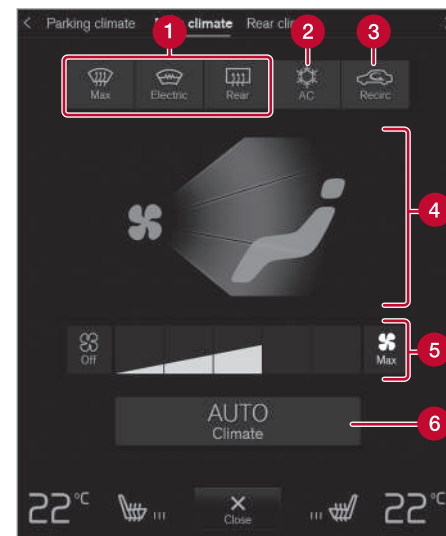 Parking climate climate Rear cli
1 2 3
Max Electric Rear AC Recirc
4
Off Max 5
AUTO 6
Climate
22°C Close 22°C